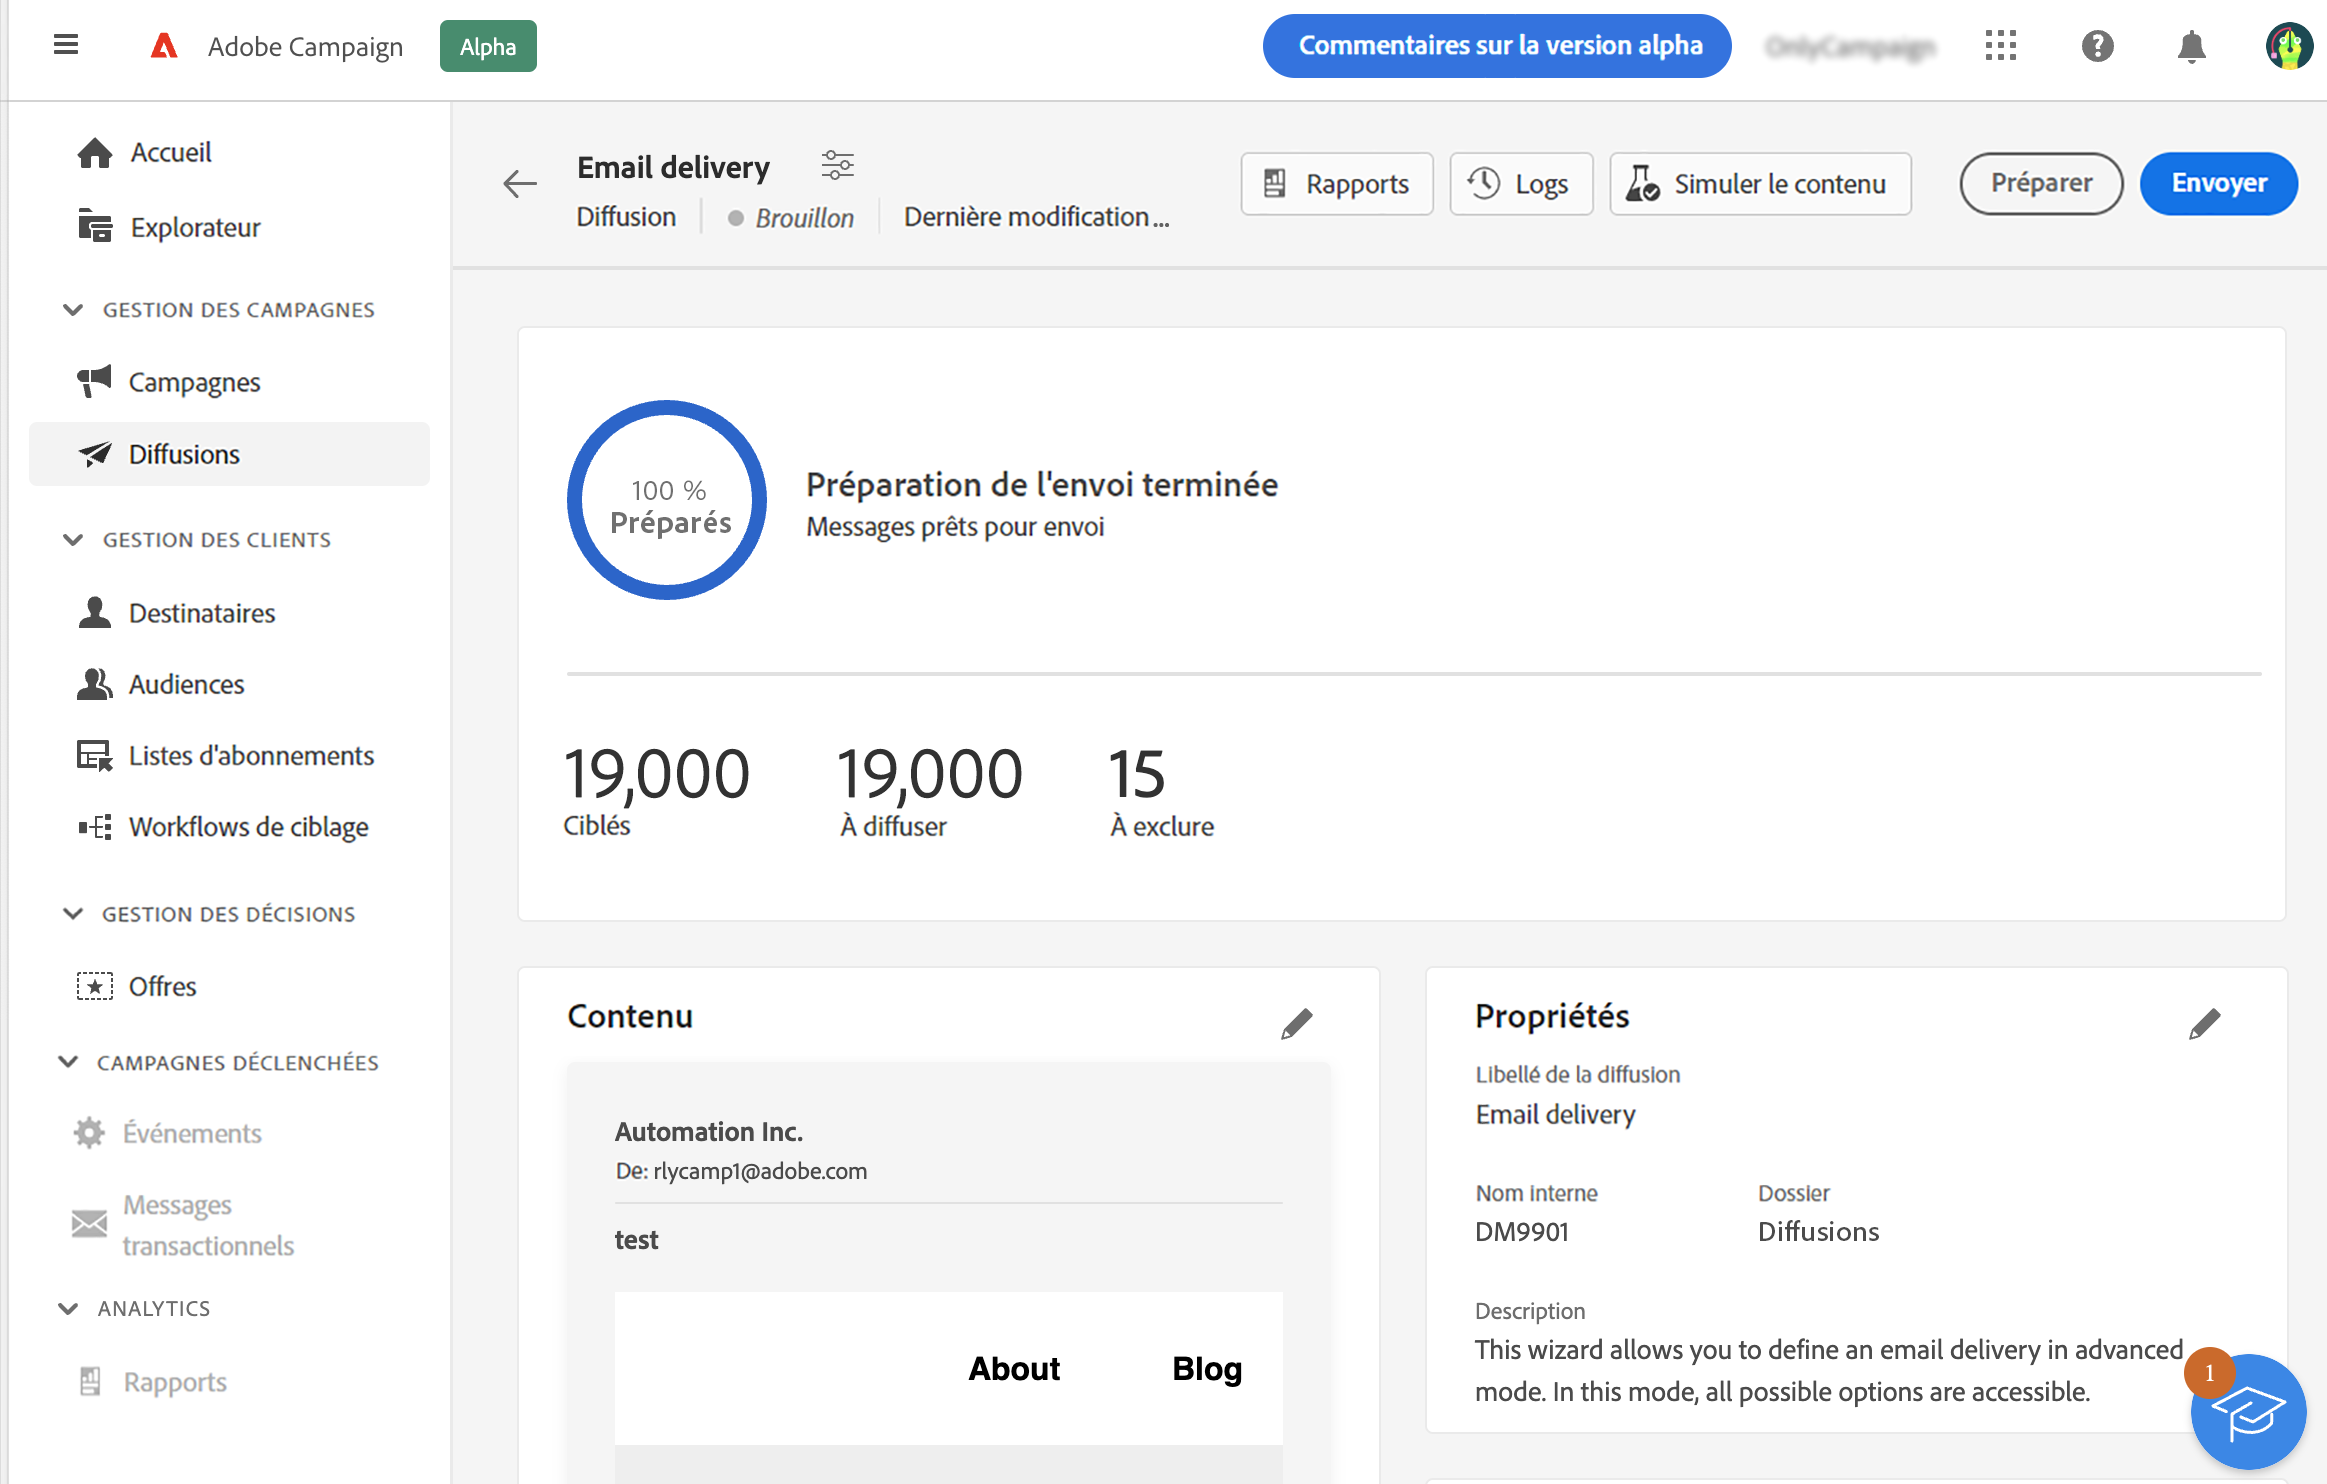 Adobe Campaign
Alpha
Commentaires sur la version alpha
Accueil
Explorateur
GESTION DES CAMPAGNES
Campagnes
Diffusions
GESTION DES CLIENTS
Destinataires
Audiences
Listes d'abonnements
Workflows de ciblage
GESTION DES DÉCISIONS
Offres
CAMPAGNES DÉCLENCHÉES
Événements
Messages
transactionnels
ANALYTICS
Rapports
Email delivery
Diffusion
Brouillon
Dernière modification...
Rapports
Logs
Simuler le contenu
Préparer
Envoyer
100 %
Préparés
Préparation de l'envoi terminée
Messages prêts pour envoi
19,000
Ciblés
19,000
À diffuser
15
À exclure
Contenu
Automation Inc.
De: rlycamp1@adobe.com
test
About
Blog
Propriétés
Libellé de la diffusion
Email delivery
Nom interne
DM9901
Dossier
Diffusions
Description
This wizard allows you to define an email delivery in advanced
mode. In this mode, all possible options are accessible.
1